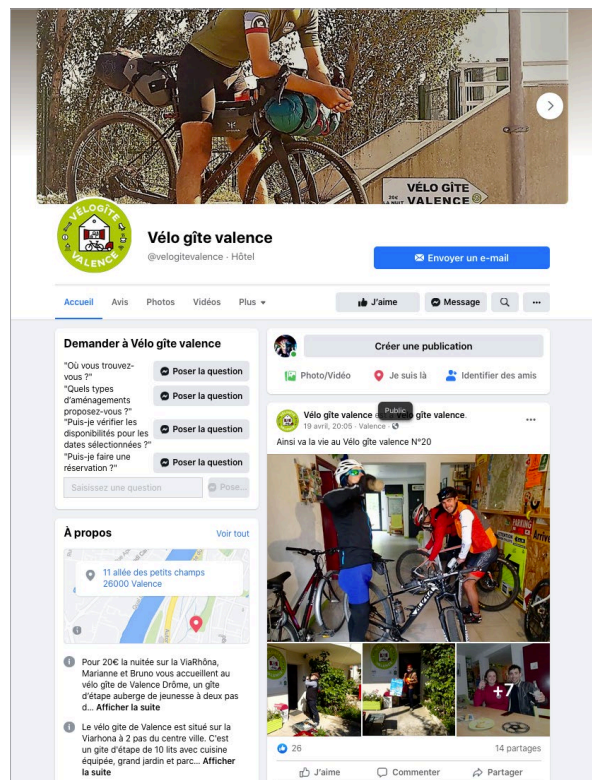 VÉLO GÎTE
20€
LA NUIT
VALENCE
VÉLOGÎTE
VALENCE
Vélo gîte valence
@velogitevalence · Hôtel
Envoyer un e-mail
Accueil
Avis
Photos
Vidéos
Plus
J'aime
Message
Demander à Vélo gîte valence
"Où vous trouvez-
vous ?"
Poser la question
"Quels types
d'aménagements
proposez-vous ?"
Poser la question
"Puis-je vérifier les
disponibilités pour les
dates sélectionnées ?"
Poser la question
"Puis-je faire une
réservation ?"
Poser la question
Saisissez une question
Pose...
À propos
Voir tout
11 allée des petits champs
26000 Valence
Pour 20€ la nuitée sur la ViaRhôna,
Marianne et Bruno vous accueillent au
vélo gîte de Valence Drôme, un gîte
d'étape auberge de jeunesse à deux pas
d... Afficher la suite
Le vélo gite de Valence est situé sur la
Viarhona à 2 pas du centre ville. C'est
un gite d'étape de 10 lits avec cuisine
équipée, grand jardin et parc... Afficher
la suite
Créer une publication
Photo/Vidéo
Je suis là
Identifier des amis
Public
Vélo gîte valence est à Vélo gîte valence.
19 avril, 20:05 · Valence ·
Ainsi va la vie au Vélo gîte valence N°20
PARKING
+7
26
14 partages
J'aime
Commenter
Partager